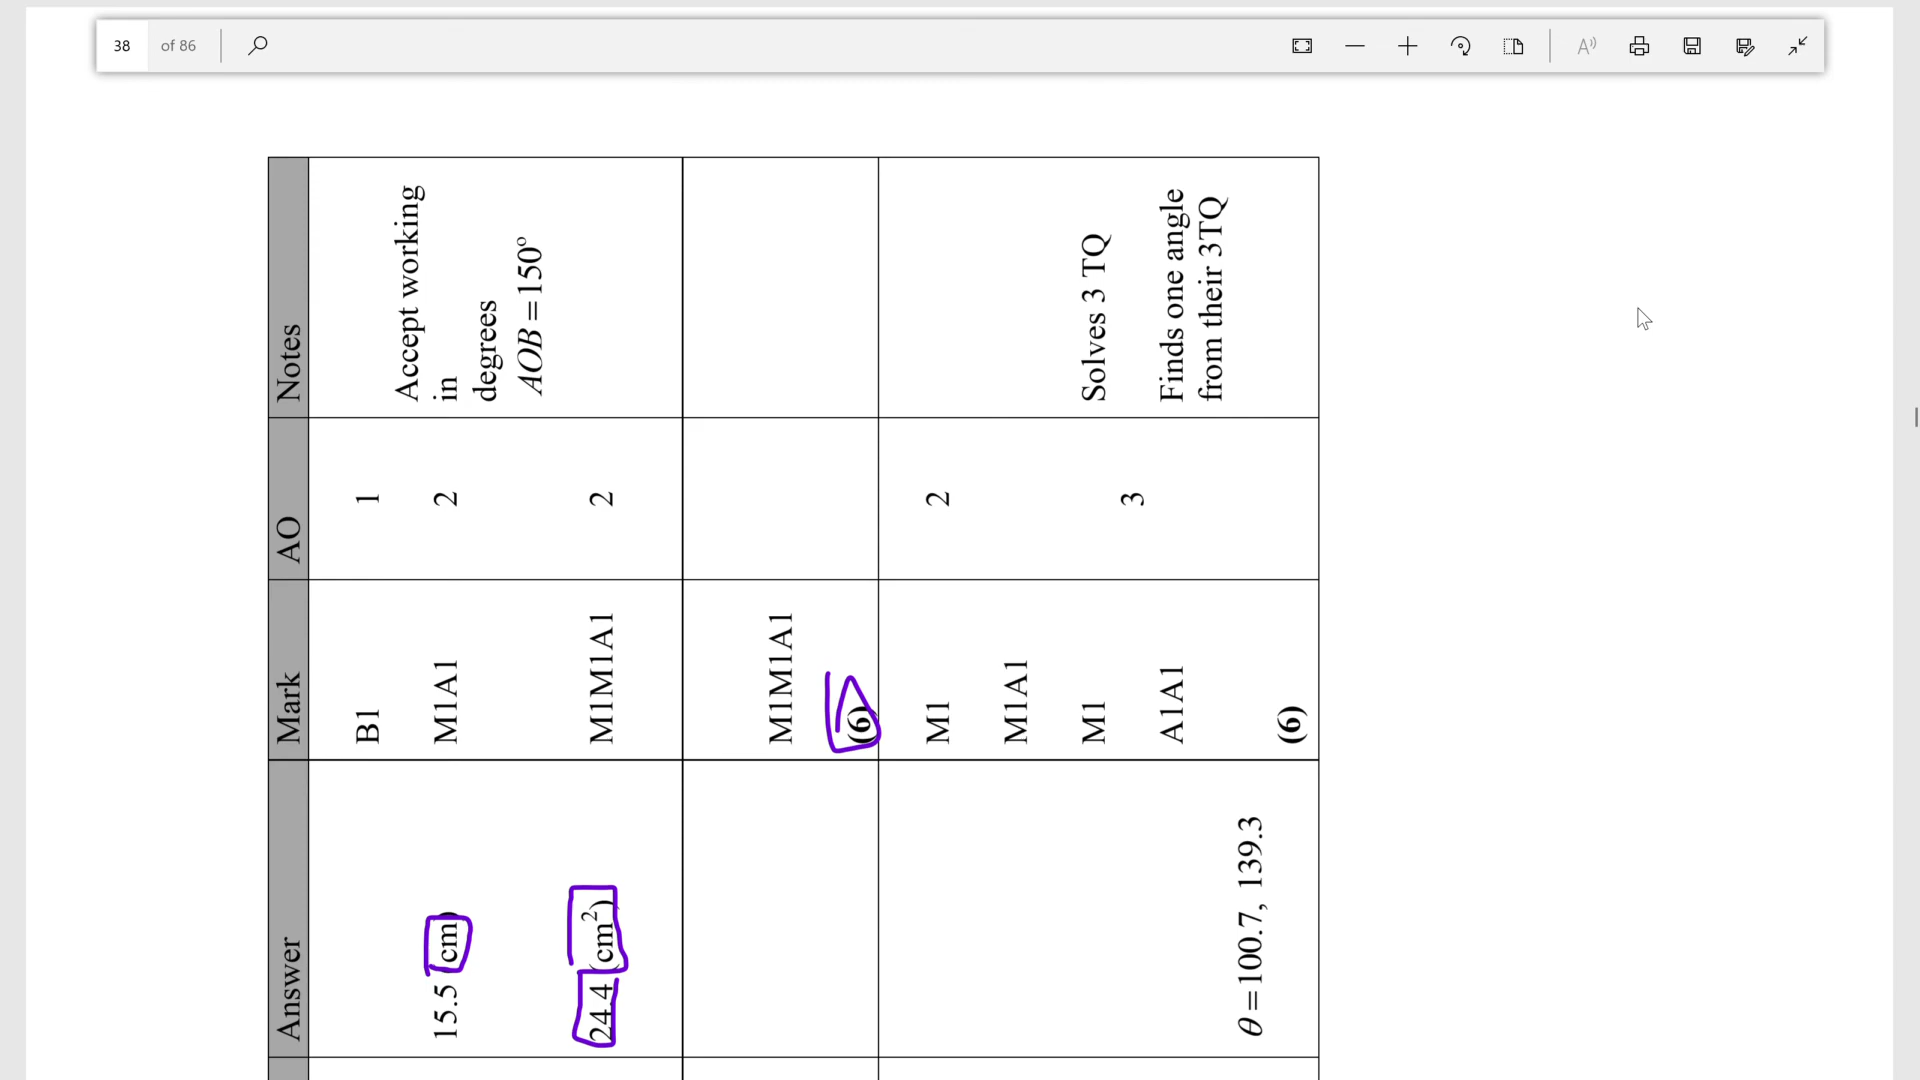 38 of 86
Answer Mark AO Notes
B1 1
15.5 (cm) M1A1 2 Accept working
in
degrees
24.4 (cm²) M1M1A1 2 AOB = 150º
M1M1A1
(6)
M1 2
M1A1
M1 Solves 3 TQ
A1A1 3 Finds one angle
from their 3TQ
θ = 100.7, 139.3
(6)